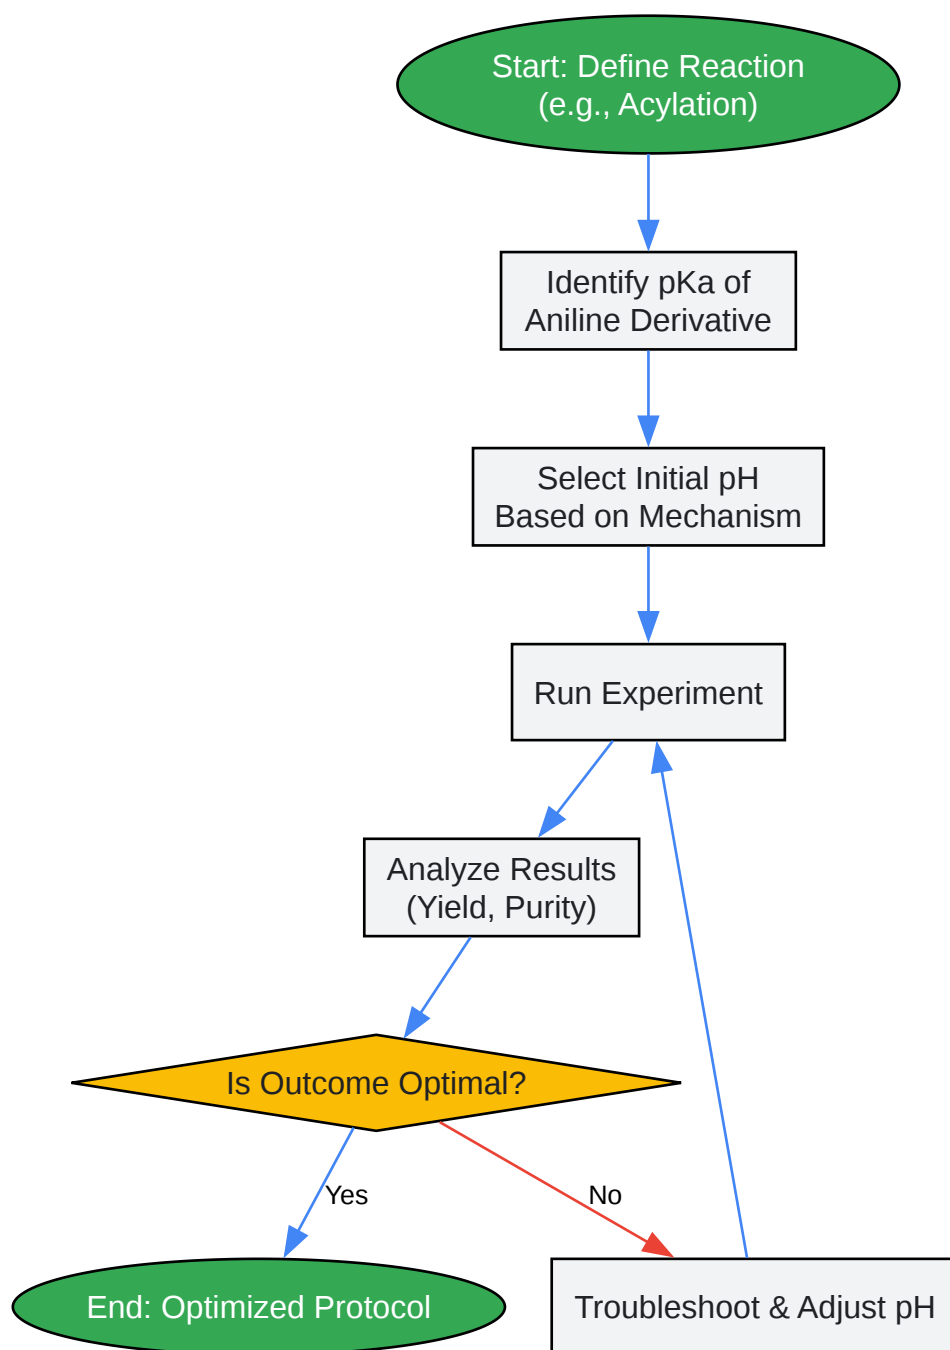 Start: Define Reaction
(e.g., Acylation)
Identify pKa of
Aniline Derivative
Select Initial pH
Based on Mechanism
Run Experiment
Analyze Results
(Yield, Purity)
Is Outcome Optimal?
Yes
No
End: Optimized Protocol
Troubleshoot & Adjust pH